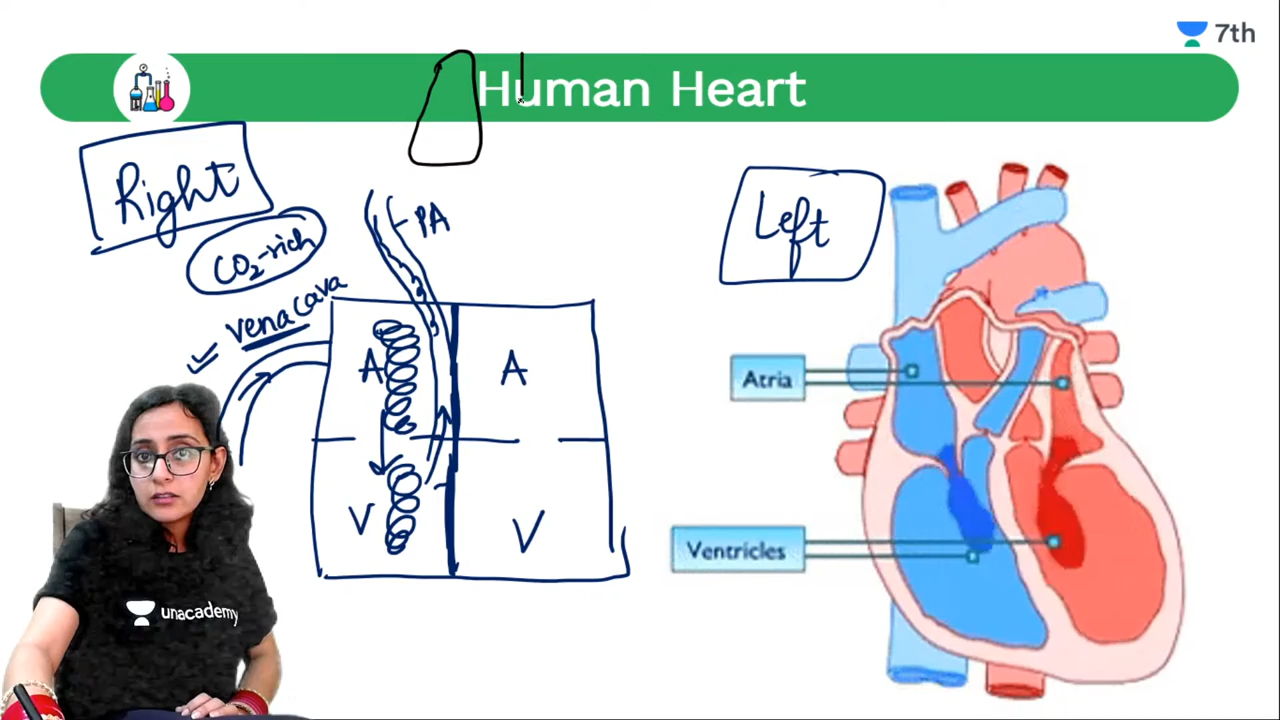 7th
Human Heart
Right
Left
CO₂-rich
PA
vena cava
A
A
Atria
V
V
Ventricles
unacademy